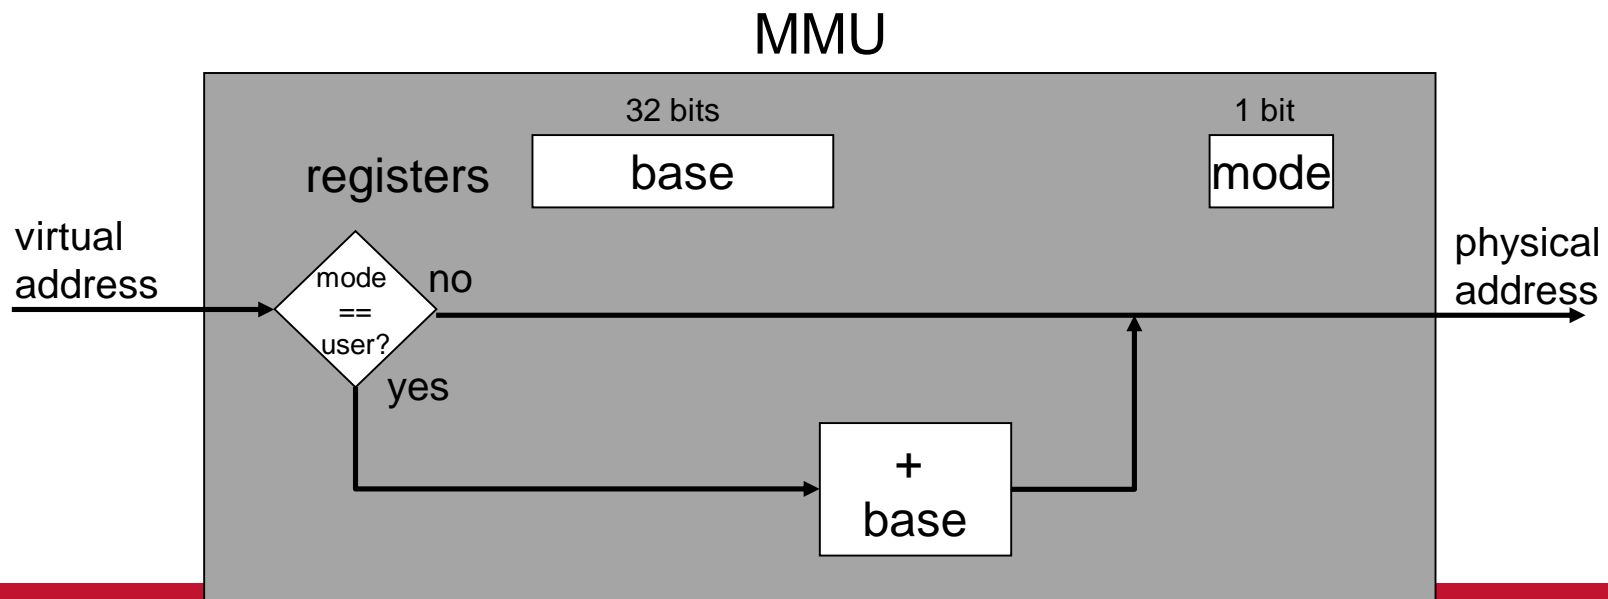 MMU
32 bits
1 bit
registers
base
mode
virtual
address
mode
==
user?
no
yes
+
base
physical
address